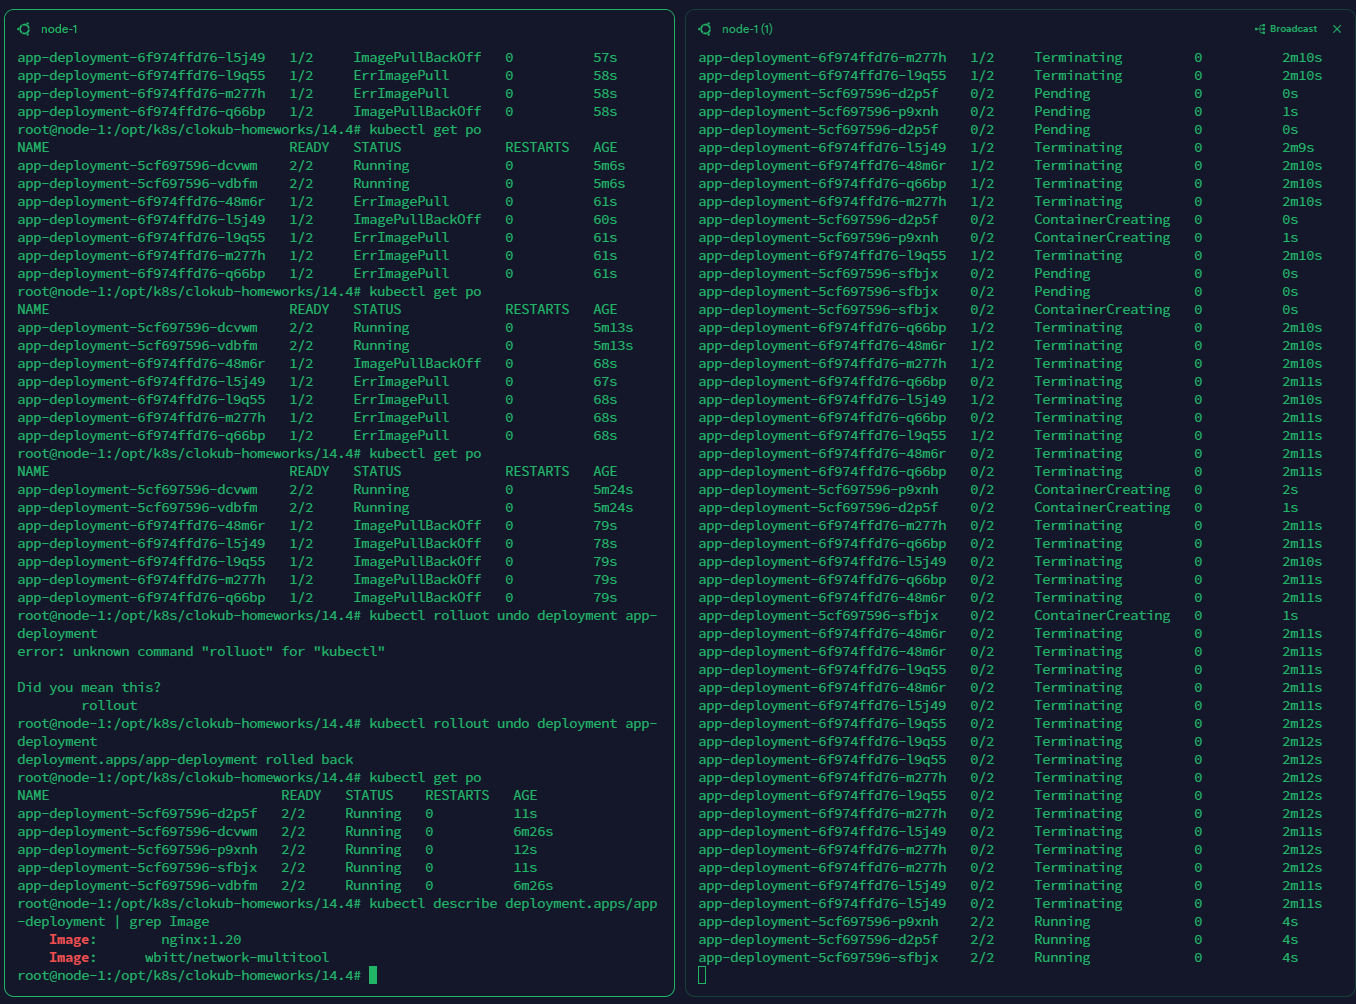 node-1
app-deployment-6f974ffd76-l5j49   1/2     ImagePullBackOff   0          57s
app-deployment-6f974ffd76-l9q55   1/2     ErrImagePull       0          58s
app-deployment-6f974ffd76-m277h   1/2     ErrImagePull       0          58s
app-deployment-6f974ffd76-q66bp   1/2     ImagePullBackOff   0          58s
root@node-1:/opt/k8s/clokub-homeworks/14.4# kubectl get po
NAME                              READY   STATUS             RESTARTS   AGE
app-deployment-5cf697596-dcvwm    2/2     Running            0          5m6s
app-deployment-5cf697596-vdbfm    2/2     Running            0          5m6s
app-deployment-6f974ffd76-48m6r   1/2     ErrImagePull       0          61s
app-deployment-6f974ffd76-l5j49   1/2     ImagePullBackOff   0          60s
app-deployment-6f974ffd76-l9q55   1/2     ErrImagePull       0          61s
app-deployment-6f974ffd76-m277h   1/2     ErrImagePull       0          61s
app-deployment-6f974ffd76-q66bp   1/2     ErrImagePull       0          61s
root@node-1:/opt/k8s/clokub-homeworks/14.4# kubectl get po
NAME                              READY   STATUS             RESTARTS   AGE
app-deployment-5cf697596-dcvwm    2/2     Running            0          5m13s
app-deployment-5cf697596-vdbfm    2/2     Running            0          5m13s
app-deployment-6f974ffd76-48m6r   1/2     ImagePullBackOff   0          68s
app-deployment-6f974ffd76-l5j49   1/2     ErrImagePull       0          67s
app-deployment-6f974ffd76-l9q55   1/2     ErrImagePull       0          68s
app-deployment-6f974ffd76-m277h   1/2     ErrImagePull       0          68s
app-deployment-6f974ffd76-q66bp   1/2     ErrImagePull       0          68s
root@node-1:/opt/k8s/clokub-homeworks/14.4# kubectl get po
NAME                              READY   STATUS             RESTARTS   AGE
app-deployment-5cf697596-dcvwm    2/2     Running            0          5m24s
app-deployment-5cf697596-vdbfm    2/2     Running            0          5m24s
app-deployment-6f974ffd76-48m6r   1/2     ImagePullBackOff   0          79s
app-deployment-6f974ffd76-l5j49   1/2     ImagePullBackOff   0          78s
app-deployment-6f974ffd76-l9q55   1/2     ImagePullBackOff   0          79s
app-deployment-6f974ffd76-m277h   1/2     ImagePullBackOff   0          79s
app-deployment-6f974ffd76-q66bp   1/2     ImagePullBackOff   0          79s
root@node-1:/opt/k8s/clokub-homeworks/14.4# kubectl rolluot undo deployment app-
deployment
error: unknown command "rolluot" for "kubectl"
Did you mean this?
        rollout
root@node-1:/opt/k8s/clokub-homeworks/14.4# kubectl rollout undo deployment app-
deployment
deployment.apps/app-deployment rolled back
root@node-1:/opt/k8s/clokub-homeworks/14.4# kubectl get po
NAME                             READY   STATUS    RESTARTS   AGE
app-deployment-5cf697596-d2p5f   2/2     Running   0          11s
app-deployment-5cf697596-dcvwm   2/2     Running   0          6m26s
app-deployment-5cf697596-p9xnh   2/2     Running   0          12s
app-deployment-5cf697596-sfbjx   2/2     Running   0          11s
app-deployment-5cf697596-vdbfm   2/2     Running   0          6m26s
root@node-1:/opt/k8s/clokub-homeworks/14.4# kubectl describe deployment.apps/app
-deployment | grep Image
    Image:        nginx:1.20
    Image:      wbitt/network-multitool
root@node-1:/opt/k8s/clokub-homeworks/14.4#
node-1 (1) Broadcast
app-deployment-6f974ffd76-m277h   1/2     Terminating         0          2m10s
app-deployment-6f974ffd76-l9q55   1/2     Terminating         0          2m10s
app-deployment-5cf697596-d2p5f    0/2     Pending             0          0s
app-deployment-5cf697596-p9xnh    0/2     Pending             0          1s
app-deployment-5cf697596-d2p5f    0/2     Pending             0          0s
app-deployment-6f974ffd76-l5j49   1/2     Terminating         0          2m9s
app-deployment-6f974ffd76-48m6r   1/2     Terminating         0          2m10s
app-deployment-6f974ffd76-q66bp   1/2     Terminating         0          2m10s
app-deployment-6f974ffd76-m277h   1/2     Terminating         0          2m10s
app-deployment-5cf697596-d2p5f    0/2     ContainerCreating   0          0s
app-deployment-5cf697596-p9xnh    0/2     ContainerCreating   0          1s
app-deployment-6f974ffd76-l9q55   1/2     Terminating         0          2m10s
app-deployment-5cf697596-sfbjx    0/2     Pending             0          0s
app-deployment-5cf697596-sfbjx    0/2     Pending             0          0s
app-deployment-5cf697596-sfbjx    0/2     ContainerCreating   0          0s
app-deployment-6f974ffd76-q66bp   1/2     Terminating         0          2m10s
app-deployment-6f974ffd76-48m6r   1/2     Terminating         0          2m10s
app-deployment-6f974ffd76-m277h   1/2     Terminating         0          2m10s
app-deployment-6f974ffd76-q66bp   0/2     Terminating         0          2m11s
app-deployment-6f974ffd76-l5j49   1/2     Terminating         0          2m10s
app-deployment-6f974ffd76-q66bp   0/2     Terminating         0          2m11s
app-deployment-6f974ffd76-l9q55   1/2     Terminating         0          2m11s
app-deployment-6f974ffd76-48m6r   0/2     Terminating         0          2m11s
app-deployment-6f974ffd76-q66bp   0/2     Terminating         0          2m11s
app-deployment-5cf697596-p9xnh    0/2     ContainerCreating   0          2s
app-deployment-5cf697596-d2p5f    0/2     ContainerCreating   0          1s
app-deployment-6f974ffd76-m277h   0/2     Terminating         0          2m11s
app-deployment-6f974ffd76-q66bp   0/2     Terminating         0          2m11s
app-deployment-6f974ffd76-l5j49   0/2     Terminating         0          2m10s
app-deployment-6f974ffd76-q66bp   0/2     Terminating         0          2m11s
app-deployment-6f974ffd76-48m6r   0/2     Terminating         0          2m11s
app-deployment-5cf697596-sfbjx    0/2     ContainerCreating   0          1s
app-deployment-6f974ffd76-48m6r   0/2     Terminating         0          2m11s
app-deployment-6f974ffd76-48m6r   0/2     Terminating         0          2m11s
app-deployment-6f974ffd76-l9q55   0/2     Terminating         0          2m11s
app-deployment-6f974ffd76-48m6r   0/2     Terminating         0          2m11s
app-deployment-6f974ffd76-l5j49   0/2     Terminating         0          2m11s
app-deployment-6f974ffd76-l9q55   0/2     Terminating         0          2m12s
app-deployment-6f974ffd76-l9q55   0/2     Terminating         0          2m12s
app-deployment-6f974ffd76-l9q55   0/2     Terminating         0          2m12s
app-deployment-6f974ffd76-m277h   0/2     Terminating         0          2m12s
app-deployment-6f974ffd76-l9q55   0/2     Terminating         0          2m12s
app-deployment-6f974ffd76-m277h   0/2     Terminating         0          2m12s
app-deployment-6f974ffd76-l5j49   0/2     Terminating         0          2m11s
app-deployment-6f974ffd76-m277h   0/2     Terminating         0          2m12s
app-deployment-6f974ffd76-m277h   0/2     Terminating         0          2m12s
app-deployment-6f974ffd76-l5j49   0/2     Terminating         0          2m11s
app-deployment-6f974ffd76-l5j49   0/2     Terminating         0          2m11s
app-deployment-5cf697596-p9xnh    2/2     Running             0          4s
app-deployment-5cf697596-d2p5f    2/2     Running             0          4s
app-deployment-5cf697596-sfbjx    2/2     Running             0          4s